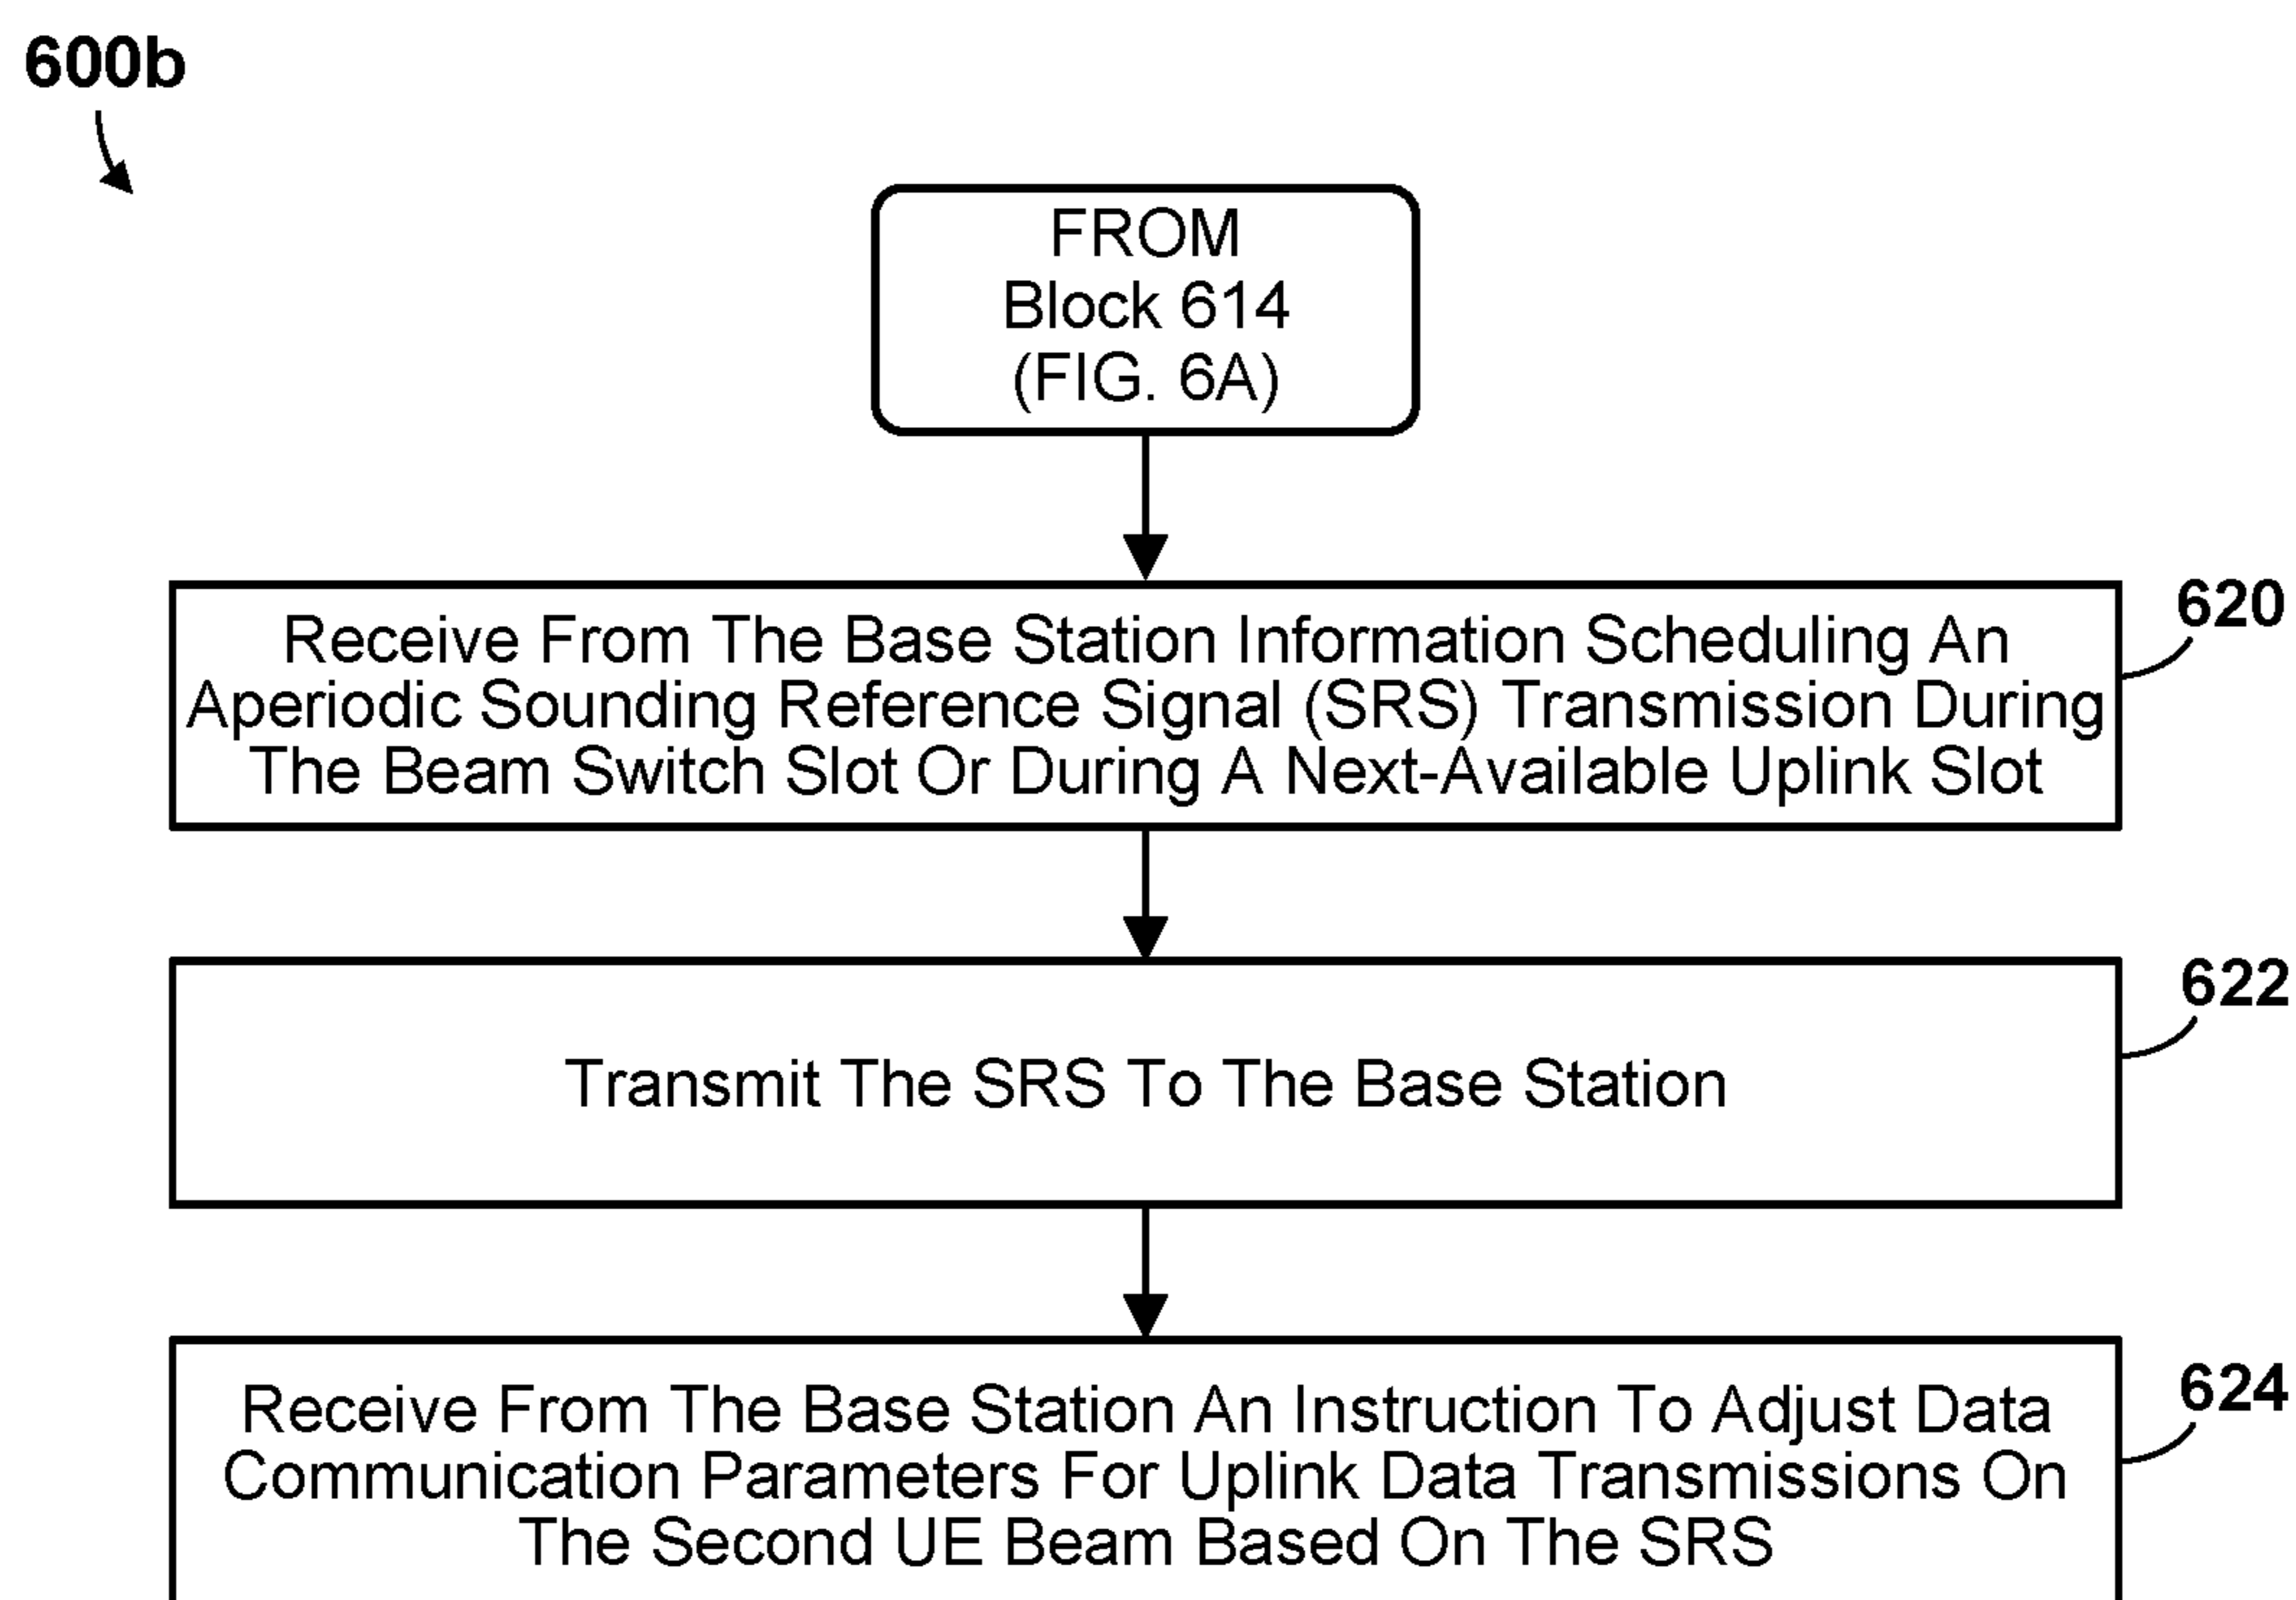 600b
FROM
Block 614
(FIG. 6A)
620
Receive From The Base Station Information Scheduling An
Aperiodic Sounding Reference Signal (SRS) Transmission During
The Beam Switch Slot Or During A Next-Available Uplink Slot
622
Transmit The SRS To The Base Station
624
Receive From The Base Station An Instruction To Adjust Data
Communication Parameters For Uplink Data Transmissions On
The Second UE Beam Based On The SRS